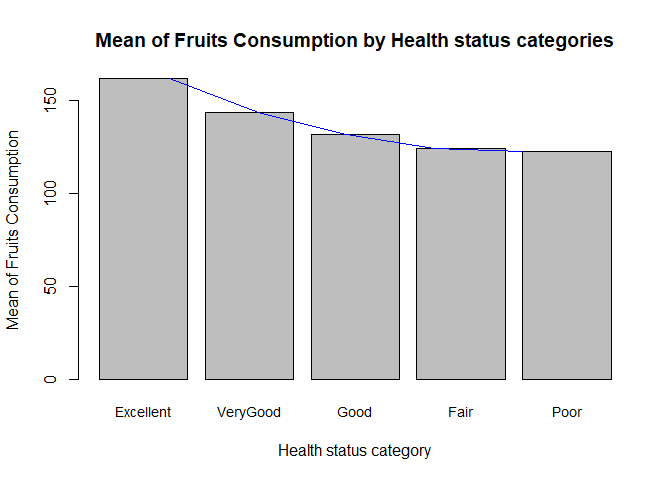 Mean of Fruits Consumption by Health status categories
Mean of Fruits Consumption
150
100
50
0
Excellent VeryGood Good Fair Poor
Health status category